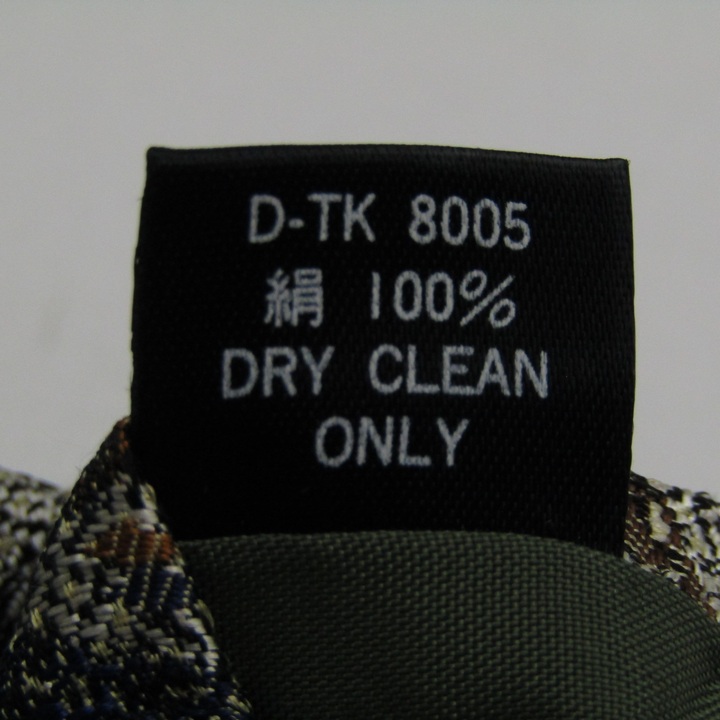 D-TK 8005
絹 100%
DRY CLEAN
ONLY